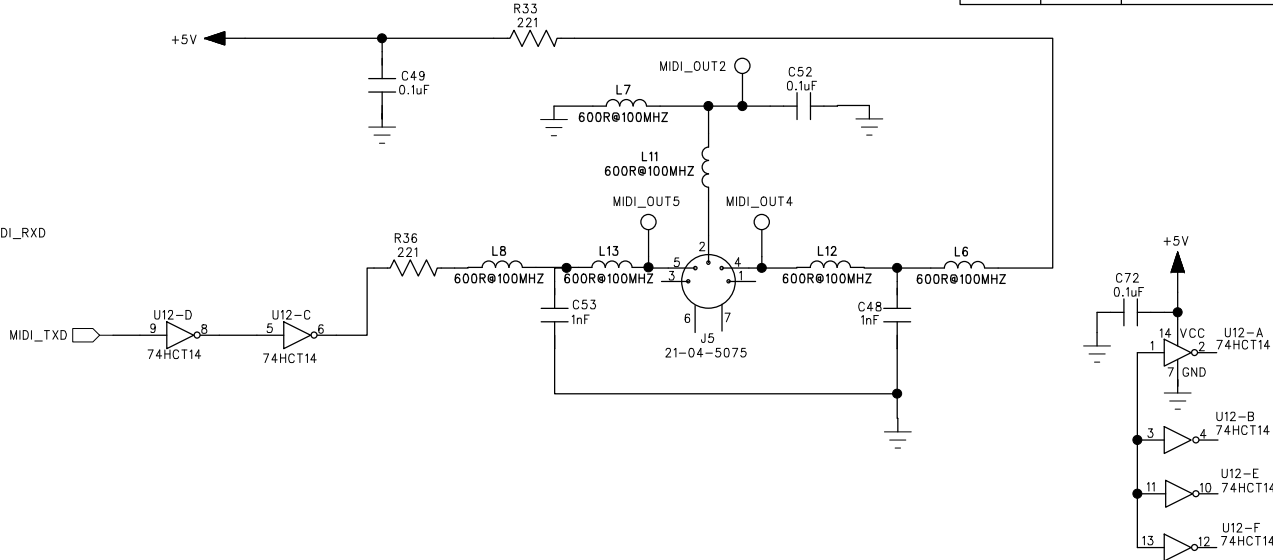 R33
221
+5V
C49
0.1uF
MIDI_OUT2
C52
0.1uF
L7
600R@100MHZ
L11
600R@100MHZ
MIDI_OUT5
MIDI_OUT4
DI_RXD
R36
221
L8
600R@100MHZ
L13
600R@100MHZ
2
5
4
3
1
6
7
J5
21-04-5075
L12
600R@100MHZ
L6
600R@100MHZ
C53
1nF
C48
1nF
MIDI_TXD
9
U12-D
8
74HCT14
5
U12-C
6
74HCT14
+5V
C72
0.1uF
14
VCC
1
2
U12-A
74HCT14
7
GND
3
4
U12-B
74HCT14
11
10
U12-E
74HCT14
13
12
U12-F
74HCT14